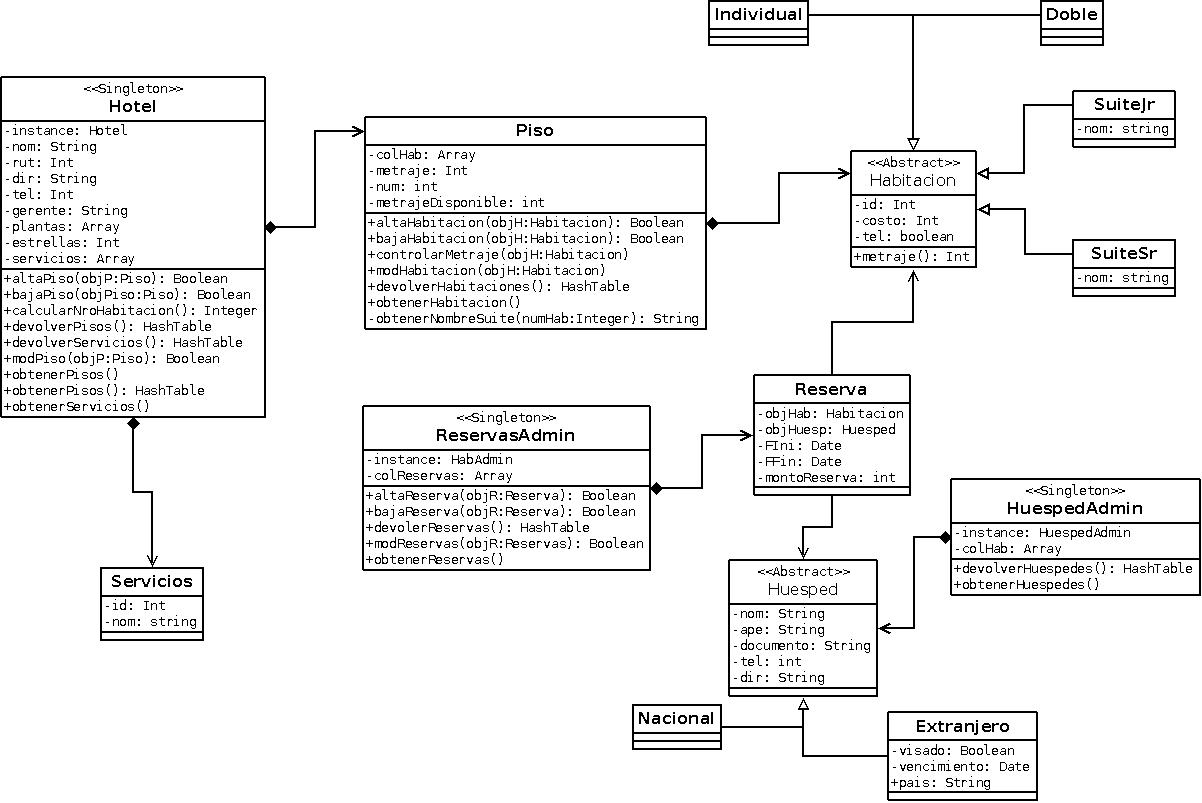 Individual
Doble
<<Singleton>>
Hotel
-instance: Hotel
-nom: String
-rut: Int
-dir: String
-tel: Int
-gerente: String
-plantas: Array
-estrellas: Int
-servicios: Array
+altaPiso(objP:Piso): Boolean
+bajaPiso(objPiso:Piso): Boolean
+calcularNroHabitacion(): Integer
+devolverPisos(): HashTable
+devolverServicios(): HashTable
+modPiso(objP:Piso): Boolean
+obtenerPisos()
+obtenerPisos(): HashTable
+obtenerServicios()
Piso
-colHab: Array
-metraje: Int
-num: int
-metrajeDisponible: int
+altaHabitacion(objH:Habitacion): Boolean
+bajaHabitacion(objH:Habitacion): Boolean
+controlarMetraje(objH:Habitacion)
+modHabitacion(objH:Habitacion)
+devolverHabitaciones(): HashTable
+obtenerHabitacion()
-obtenerNombreSuite(numHab:Integer): String
<<Abstract>>
Habitacion
-id: Int
-costo: Int
-tel: boolean
+metraje(): Int
SuiteJr
-nom: string
SuiteSr
-nom: string
Reserva
-objHab: Habitacion
-objHuesp: Huesped
-FIni: Date
-FFin: Date
-montoReserva: int
<<Singleton>>
ReservasAdmin
-instance: HabAdmin
-colReservas: Array
+altaReserva(objR:Reserva): Boolean
+bajaReserva(objR:Reserva): Boolean
+devolerReservas(): HashTable
+modReservas(objR:Reservas): Boolean
+obtenerReservas()
<<Singleton>>
HuespedAdmin
-instance: HuespedAdmin
-colHab: Array
+devolverHuespedes(): HashTable
+obtenerHuespedes()
Servicios
-id: Int
-nom: string
<<Abstract>>
Huesped
-nom: String
-ape: String
-documento: String
-tel: int
-dir: String
Nacional
Extranjero
-visado: Boolean
-vencimiento: Date
+pais: String